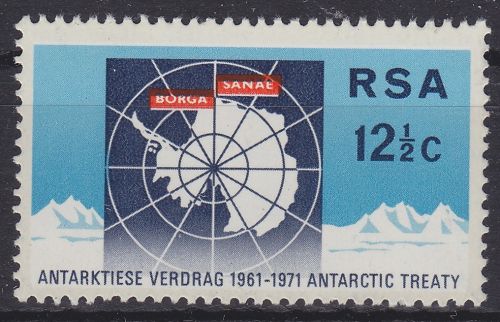 SANAE
BORGA
RSA
12½C
ANTARKTIESE VERDRAG 1961-1971 ANTARCTIC TREATY